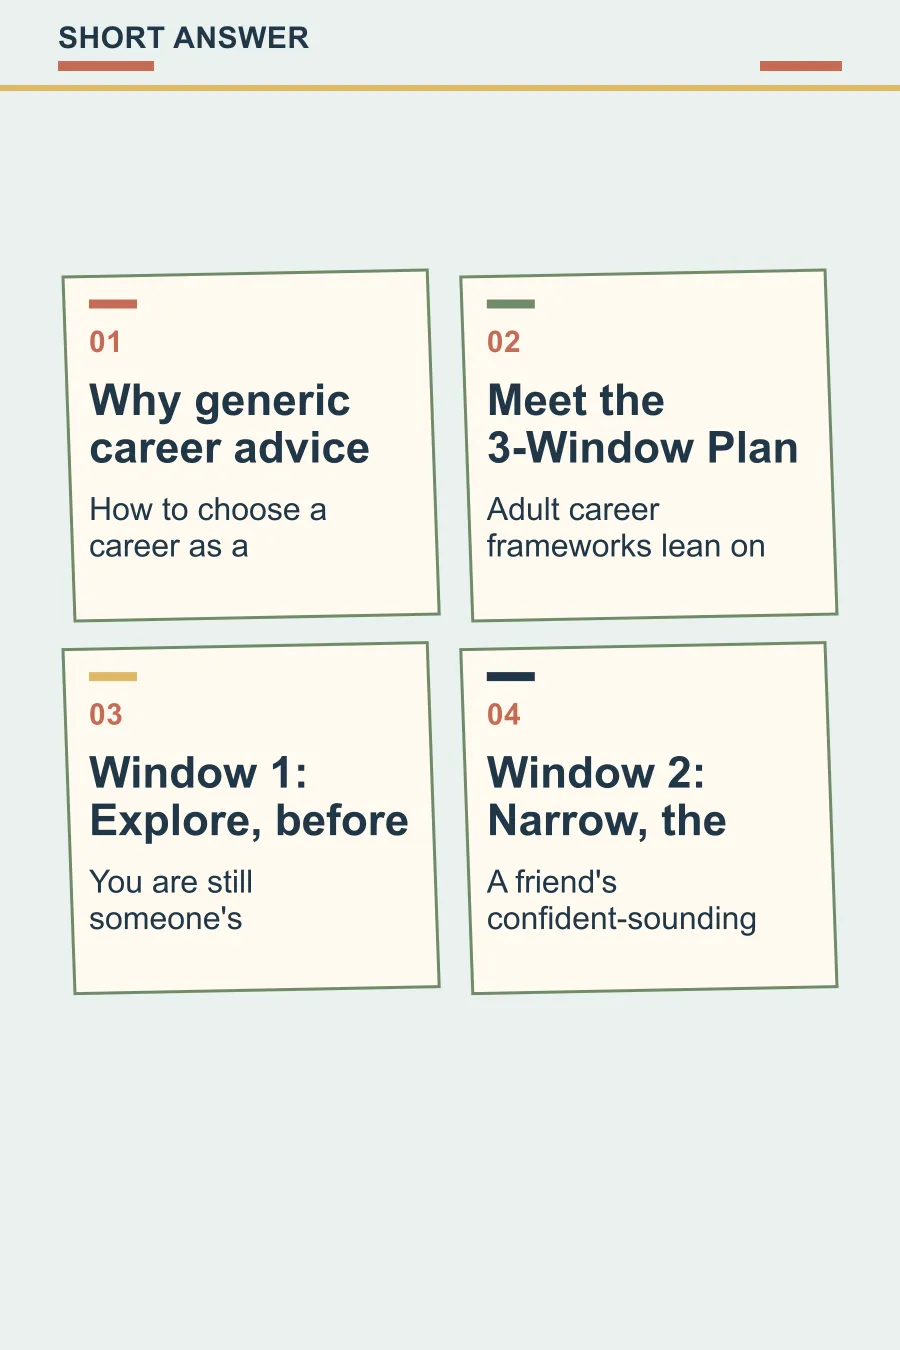 SHORT ANSWER
01
Why generic
career advice
How to choose a
career as a
02
Meet the
3-Window Plan
Adult career
frameworks lean on
03
Window 1:
Explore, before
You are still
someone's
04
Window 2:
Narrow, the
A friend's
confident-sounding